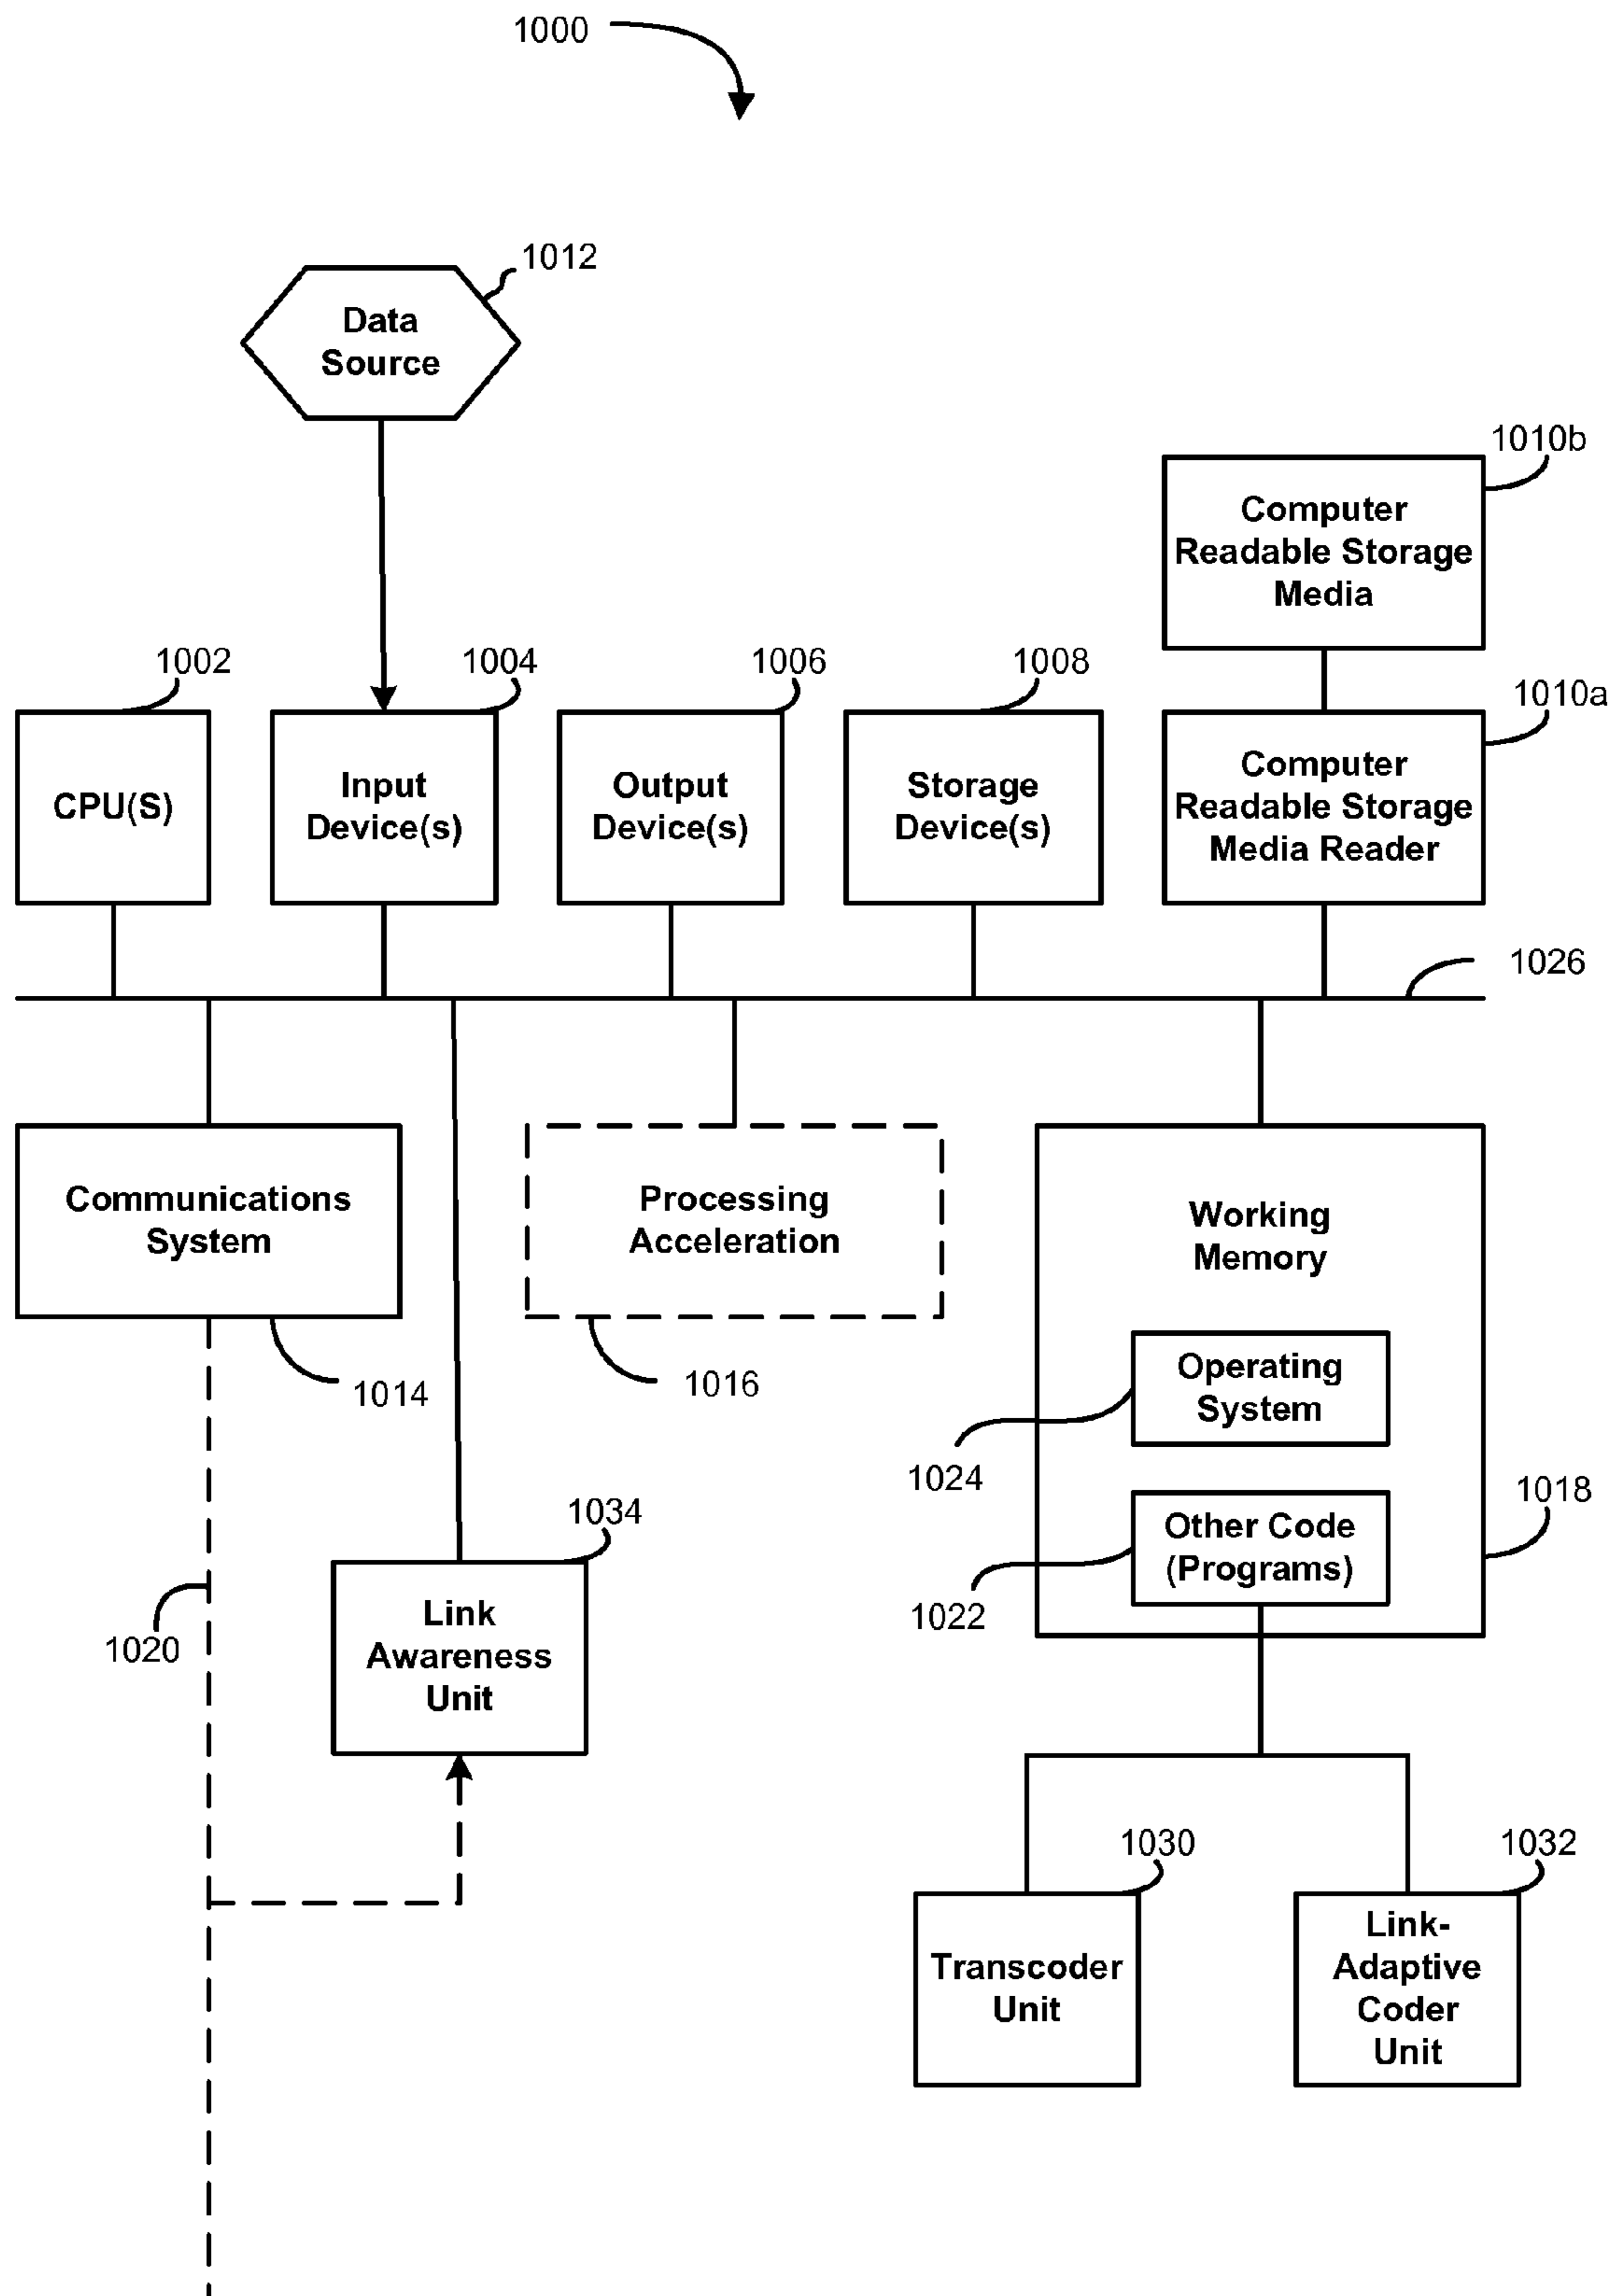 1000
1012
Data
Source
1010b
Computer
Readable Storage
Media
1002
1004
1006
1008
1010a
CPU(S)
Input
Device(s)
Output
Device(s)
Storage
Device(s)
Computer
Readable Storage
Media Reader
1026
Communications
System
Processing
Acceleration
Working
Memory
1014
1016
Operating
System
1024
1018
1034
Other Code
(Programs)
1022
1020
Link
Awareness
Unit
1030
1032
Transcoder
Unit
Link-
Adaptive
Coder
Unit